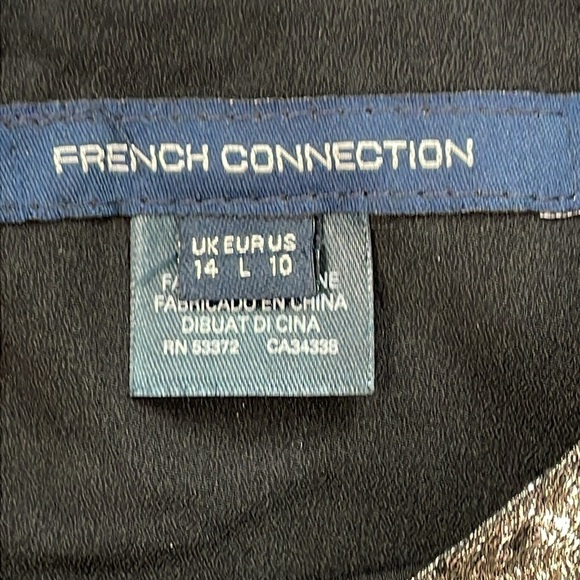 FRENCH CONNECTION
UK EUR US
14 L 10
FABRICADO EN CHINA
DIBUAT DI CINA
RN 53372 CA34338